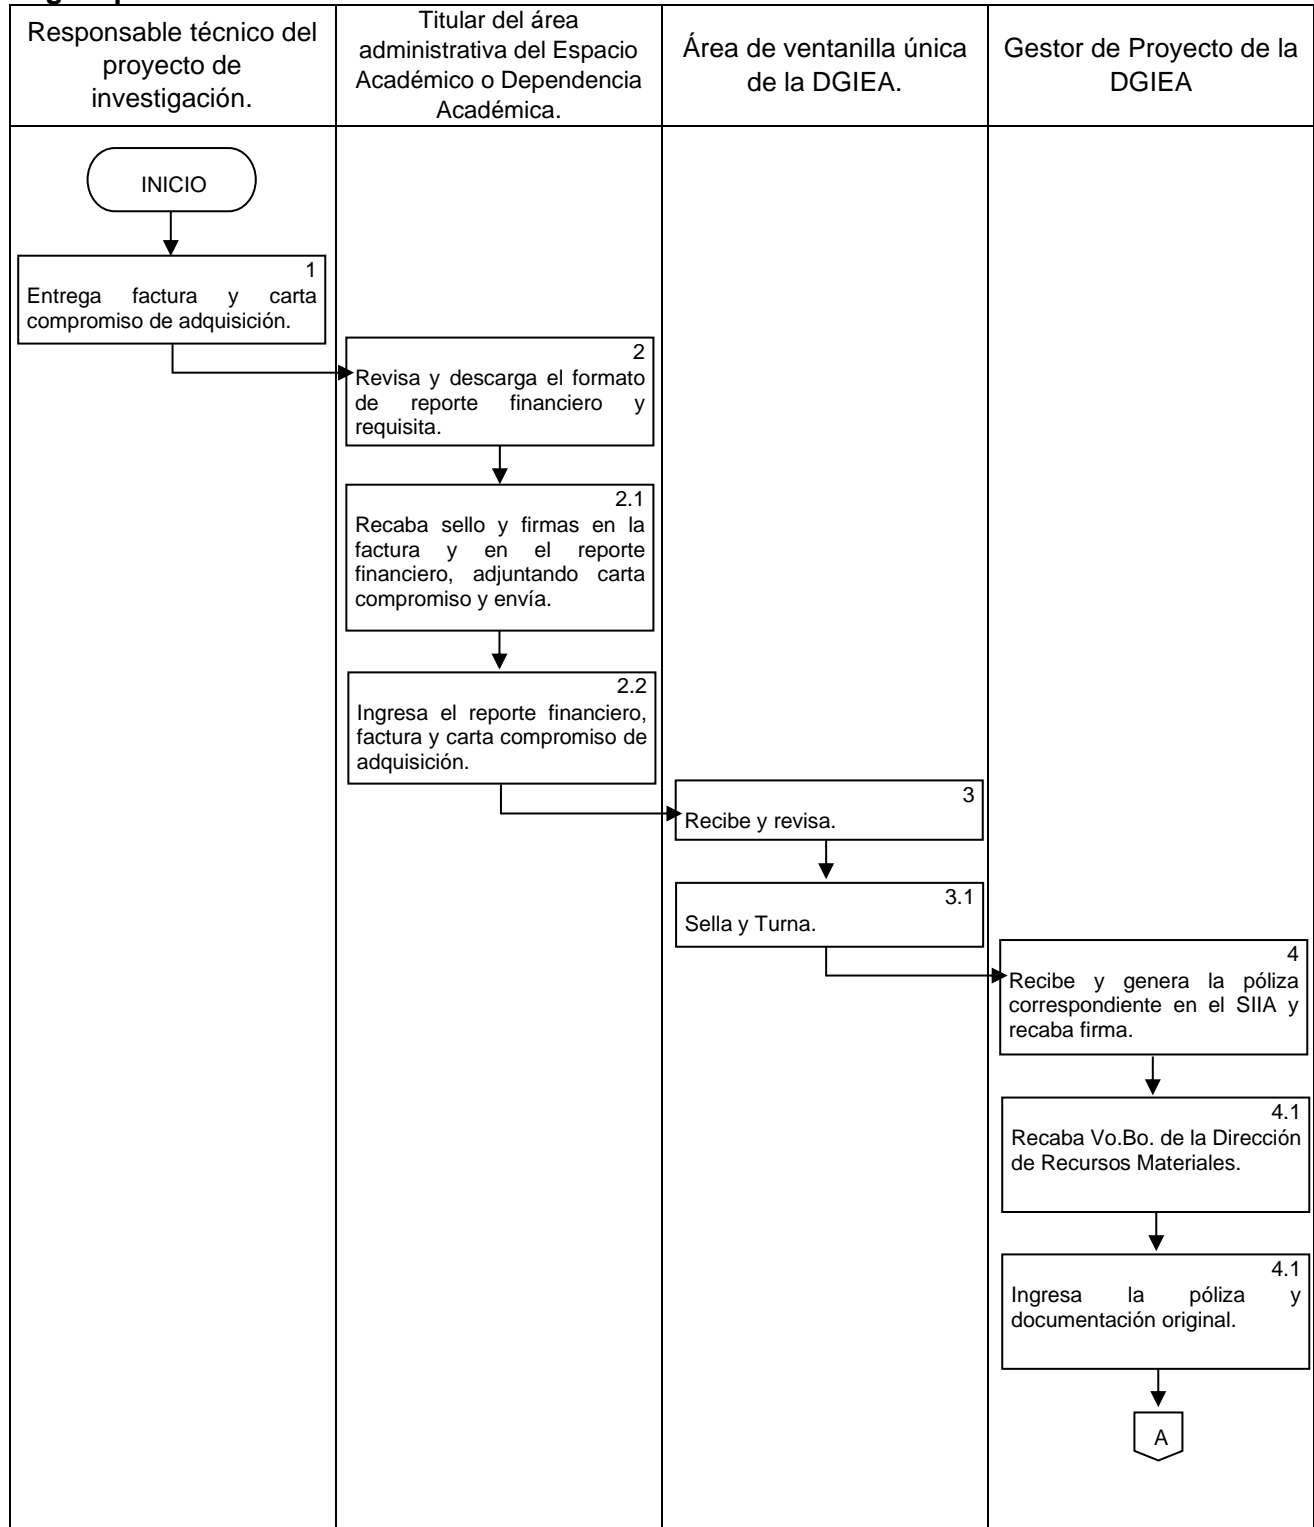 Responsable técnico del
proyecto de
investigación.
Titular del área
administrativa del Espacio
Académico o Dependencia
Académica.
Área de ventanilla única
de la DGIEA.
Gestor de Proyecto de la
DGIEA
INICIO
1
Entrega factura y carta
compromiso de adquisición.
2
Revisa y descarga el formato
de reporte financiero y
requisita.
2.1
Recaba sello y firmas en la
factura y en el reporte
financiero, adjuntando carta
compromiso y envía.
2.2
Ingresa el reporte financiero,
factura y carta compromiso de
adquisición.
3
Recibe y revisa.
3.1
Sella y Turna.
4
Recibe y genera la póliza
correspondiente en el SIIA y
recaba firma.
4.1
Recaba Vo.Bo. de la Dirección
de Recursos Materiales.
4.1
Ingresa la póliza y
documentación original.
A